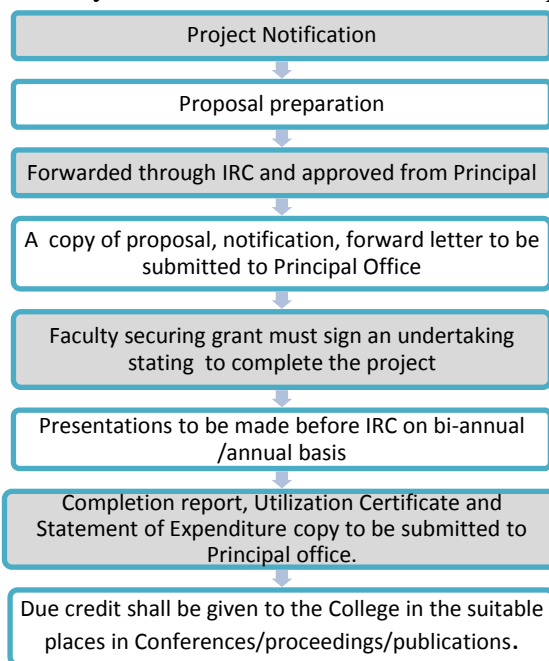 Project Notification
Proposal preparation
Forwarded through IRC and approved from Principal
A copy of proposal, notification, forward letter to be
submitted to Principal Office
Faculty securing grant must sign an undertaking
stating to complete the project
Presentations to be made before IRC on bi-annual
/annual basis
Completion report, Utilization Certificate and
Statement of Expenditure copy to be submitted to
Principal office.
Due credit shall be given to the College in the suitable
places in Conferences/proceedings/publications.